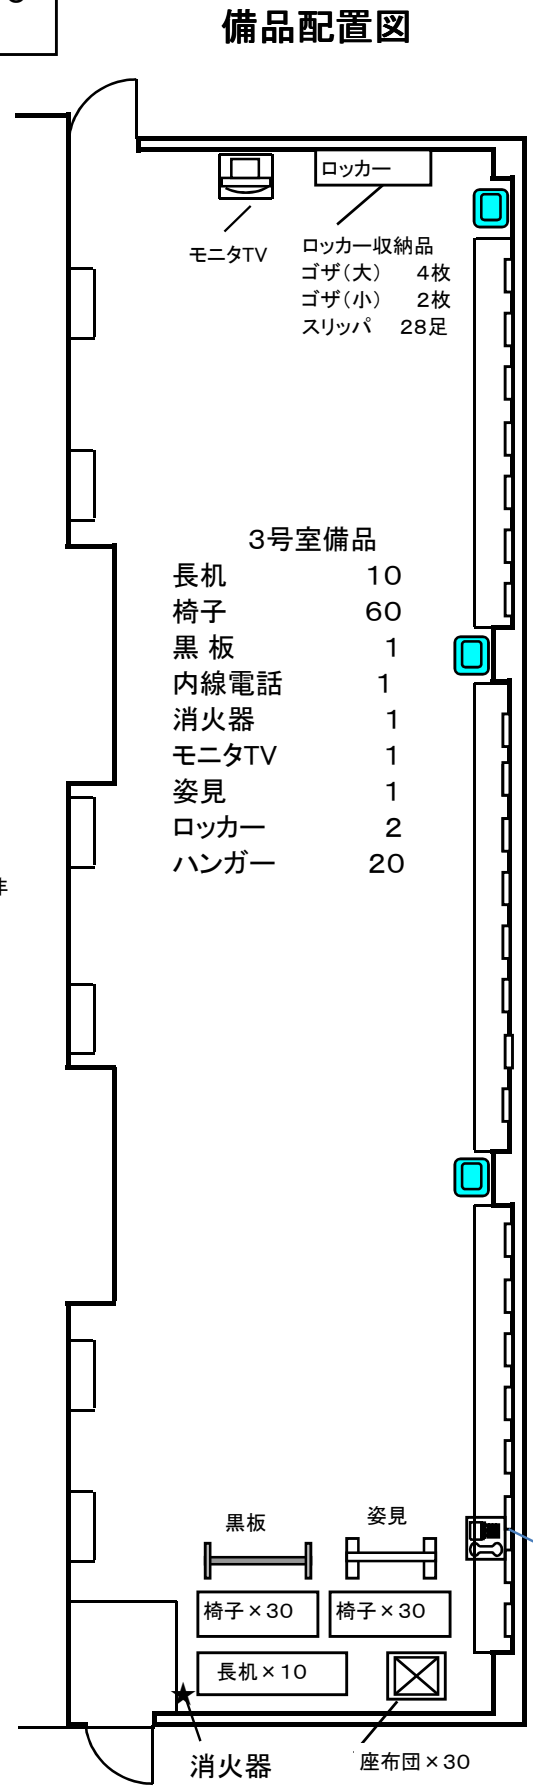 備品配置図
ロッカー
モニタTV
ロッカー収納品
ゴザ(大) 4枚
ゴザ(小) 2枚
スリッパ 28足
3号室備品
長机 10
椅子 60
黒 板 1
内線電話 1
消火器 1
モニタTV 1
姿見 1
ロッカー 2
ハンガー 20
黒板
姿見
椅子×30
椅子×30
長机×10
消火器
座布団×30